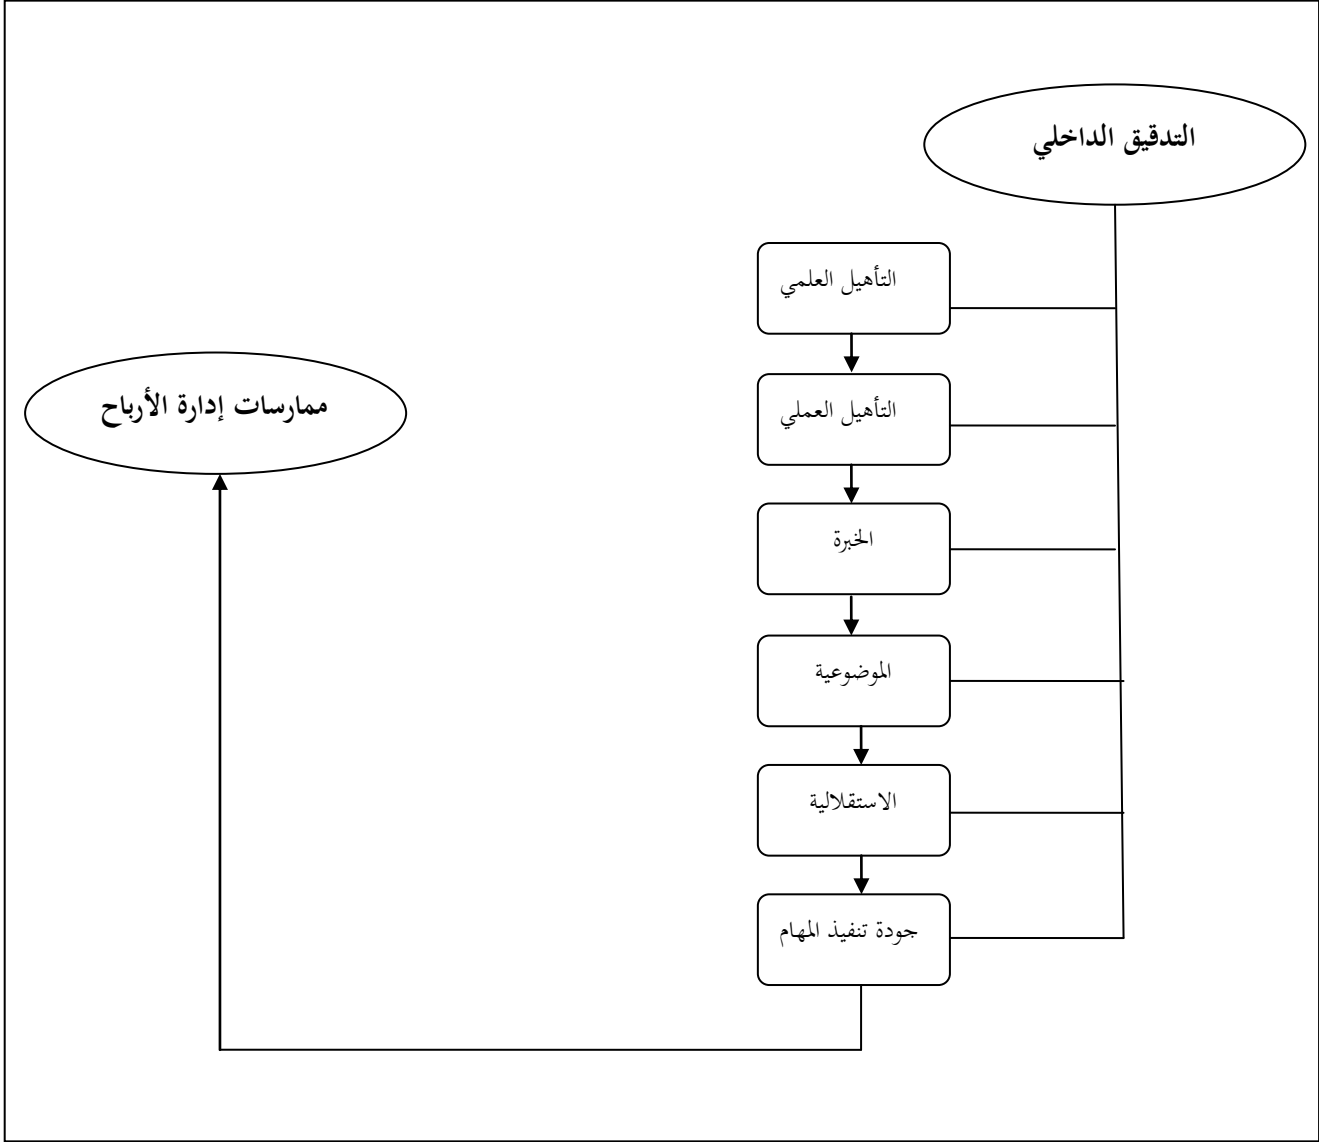 التدقيق الداخلي
التأهيل العلمي
التأهيل العملي
الخبرة
الموضوعية
الاستقلالية
جودة تنفيذ المهام
ممارسات إدارة الأرباح